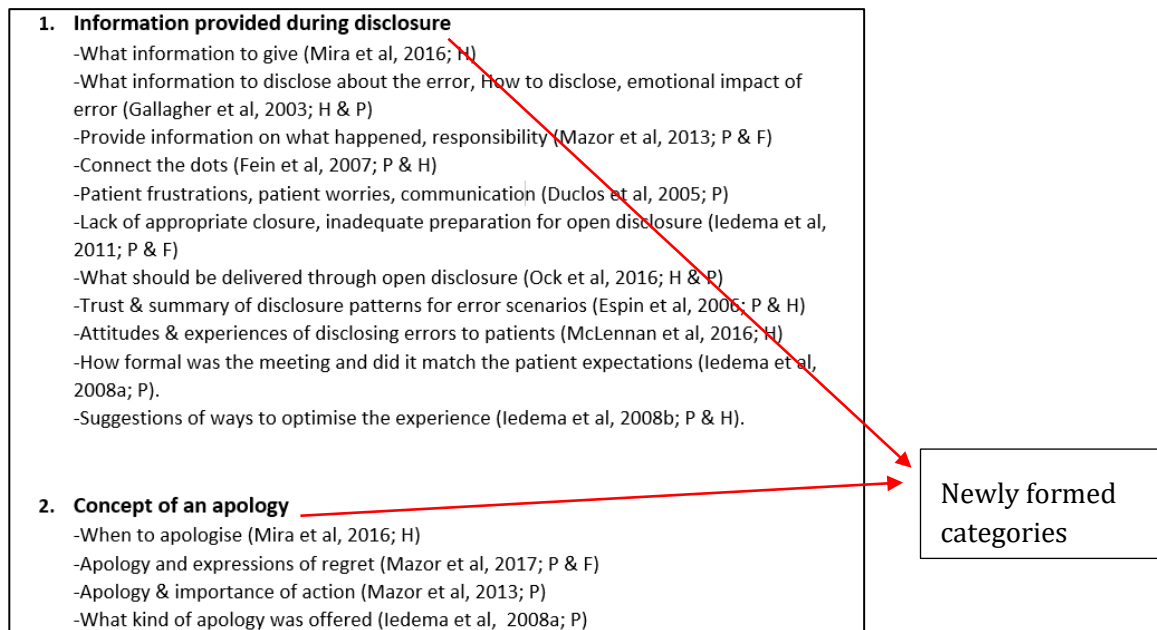 1. Information provided during disclosure
-What information to give (Mira et al, 2016; H)
-What information to disclose about the error, How to disclose, emotional impact of
error (Gallagher et al, 2003; H & P)
-Provide information on what happened, responsibility (Mazor et al, 2013; P & F)
-Connect the dots (Fein et al, 2007; P & H)
-Patient frustrations, patient worries, communication (Duclos et al, 2005; P)
-Lack of appropriate closure, inadequate preparation for open disclosure (Iedema et al,
2011; P & F)
-What should be delivered through open disclosure (Ock et al, 2016; H & P)
-Trust & summary of disclosure patterns for error scenarios (Espin et al, 2006; P & H)
-Attitudes & experiences of disclosing errors to patients (McLennan et al, 2016; H)
-How formal was the meeting and did it match the patient expectations (Iedema et al,
2008a; P).
-Suggestions of ways to optimise the experience (Iedema et al, 2008b; P & H).
2. Concept of an apology
-When to apologise (Mira et al, 2016; H)
-Apology and expressions of regret (Mazor et al, 2017; P & F)
-Apology & importance of action (Mazor et al, 2013; P)
-What kind of apology was offered (Iedema et al, 2008a; P)
Newly formed
categories